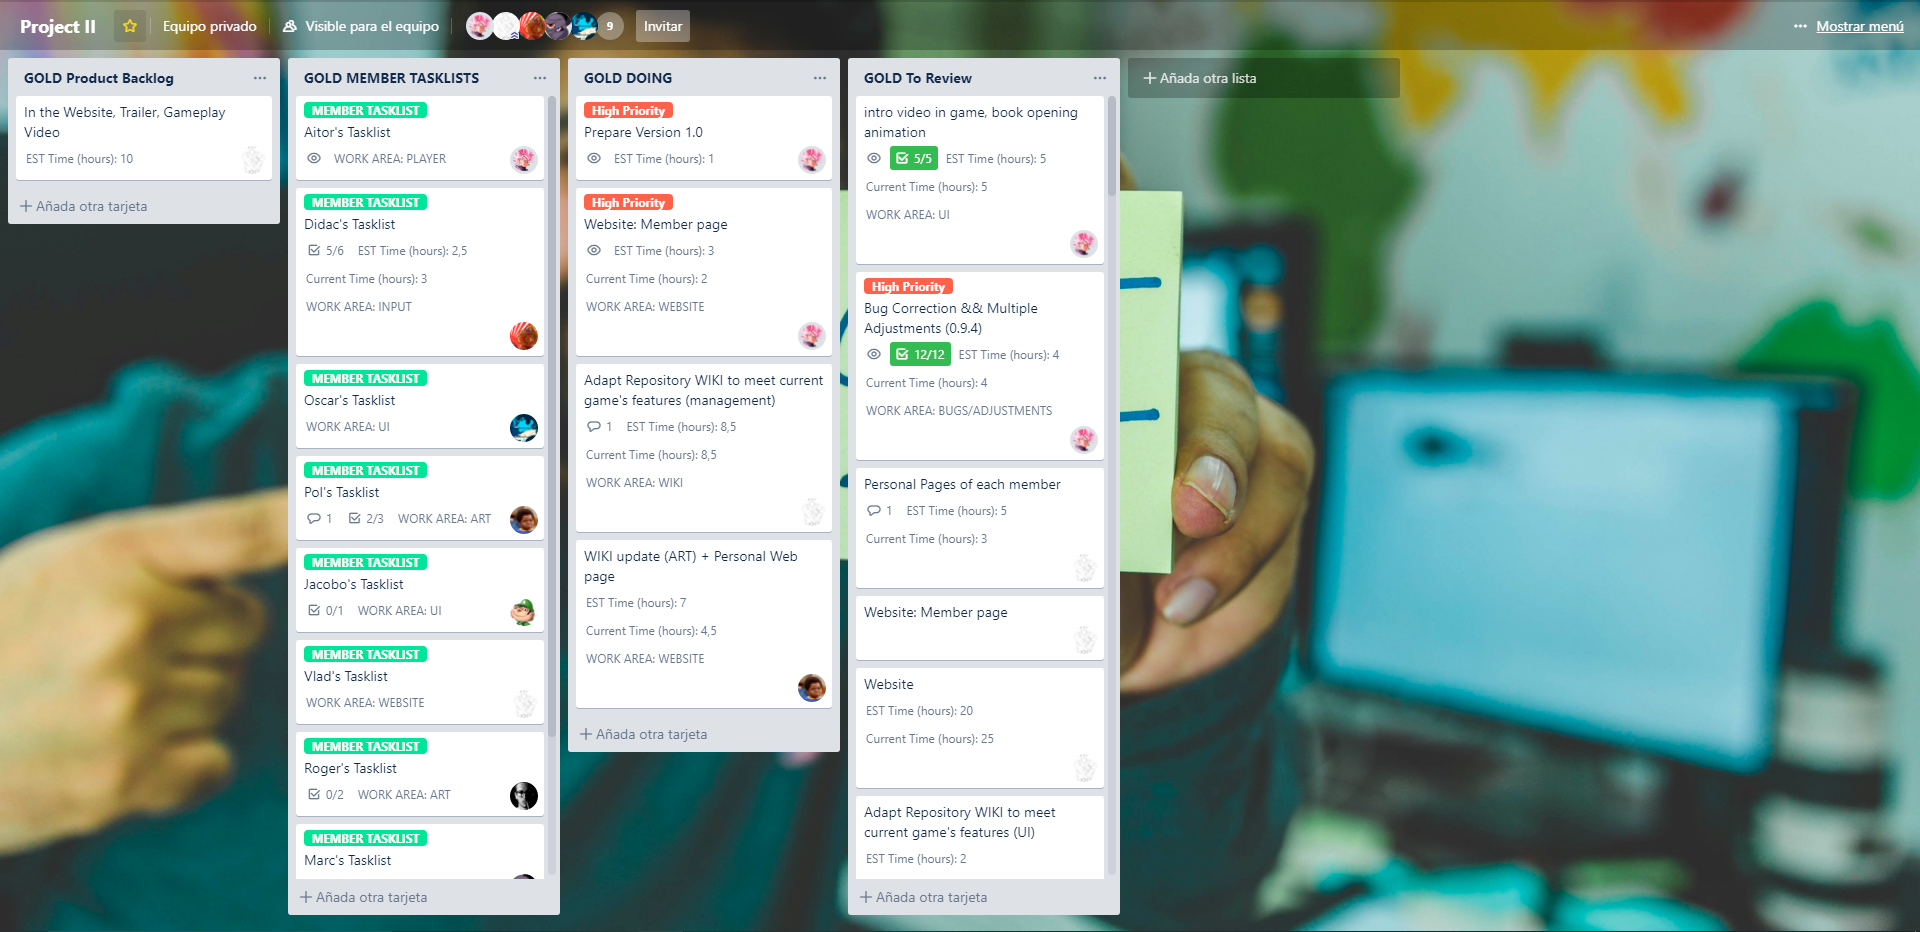 Project II
Equipo privado
Visible para el equipo
9
Invitar
Mostrar menú
GOLD Product Backlog
In the Website, Trailer, Gameplay
Video
EST Time (hours): 10
Añada otra tarjeta
GOLD MEMBER TASKLISTS
MEMBER TASKLIST
Aitor's Tasklist
WORK AREA: PLAYER
MEMBER TASKLIST
Didac's Tasklist
5/6 EST Time (hours): 2,5
Current Time (hours): 3
WORK AREA: INPUT
MEMBER TASKLIST
Oscar's Tasklist
WORK AREA: UI
MEMBER TASKLIST
Pol's Tasklist
1 2/3 WORK AREA: ART
MEMBER TASKLIST
Jacobo's Tasklist
0/1 WORK AREA: UI
MEMBER TASKLIST
Vlad's Tasklist
WORK AREA: WEBSITE
MEMBER TASKLIST
Roger's Tasklist
0/2 WORK AREA: ART
MEMBER TASKLIST
Marc's Tasklist
Añada otra tarjeta
GOLD DOING
High Priority
Prepare Version 1.0
EST Time (hours): 1
High Priority
Website: Member page
EST Time (hours): 3
Current Time (hours): 2
WORK AREA: WEBSITE
Adapt Repository WIKI to meet current
game's features (management)
1 EST Time (hours): 8,5
Current Time (hours): 8,5
WORK AREA: WIKI
WIKI update (ART) + Personal Web
page
EST Time (hours): 7
Current Time (hours): 4,5
WORK AREA: WEBSITE
Añada otra tarjeta
GOLD To Review
intro video in game, book opening
animation
5/5 EST Time (hours): 5
Current Time (hours): 5
WORK AREA: UI
High Priority
Bug Correction && Multiple
Adjustments (0.9.4)
12/12 EST Time (hours): 4
Current Time (hours): 4
WORK AREA: BUGS/ADJUSTMENTS
Personal Pages of each member
1 EST Time (hours): 5
Current Time (hours): 3
Website: Member page
Website
EST Time (hours): 20
Current Time (hours): 25
Adapt Repository WIKI to meet
current game's features (UI)
EST Time (hours): 2
Añada otra tarjeta
Añada otra lista